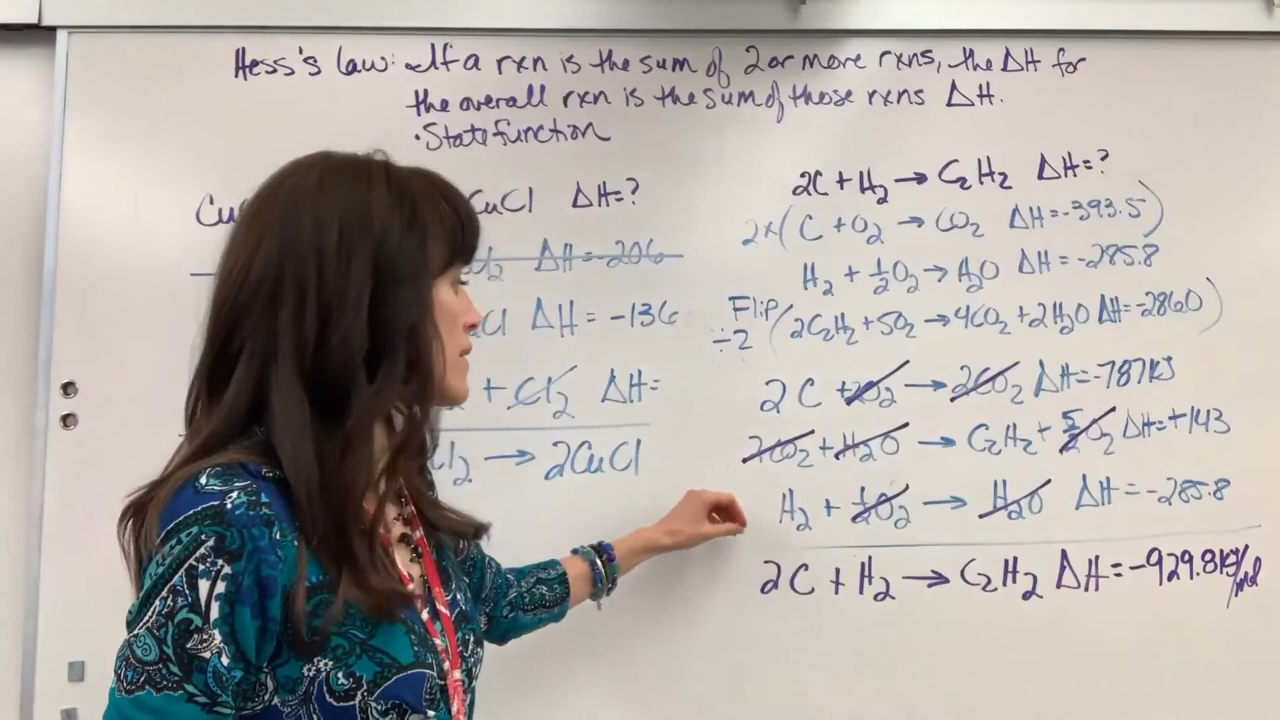 Hess's law: If a rxn is the sum of 2 or more rxns, the ΔH for
the overall rxn is the sum of those rxns ΔH.
• State function
CuCl ΔH=?
ΔH=-206
ΔH = -136
+ Cl2 ΔH=
→ 2CuCl
2C + H2 → C2H2 ΔH=?
2x( C + O2 → CO2 ΔH=-393.5)
H2 + 1/2O2 → H2O ΔH=-285.8
Flip
÷2 (2C2H2 + 5O2 → 4CO2 + 2H2O ΔH=-2860)
2C + 2O2 → 2CO2 ΔH=-787KJ
2CO2 + H2O → C2H2 + 5/2O2 ΔH=+143
H2 + 1/2O2 → H2O ΔH=-285.8
2C + H2 → C2H2 ΔH=-929.8KJ/mol